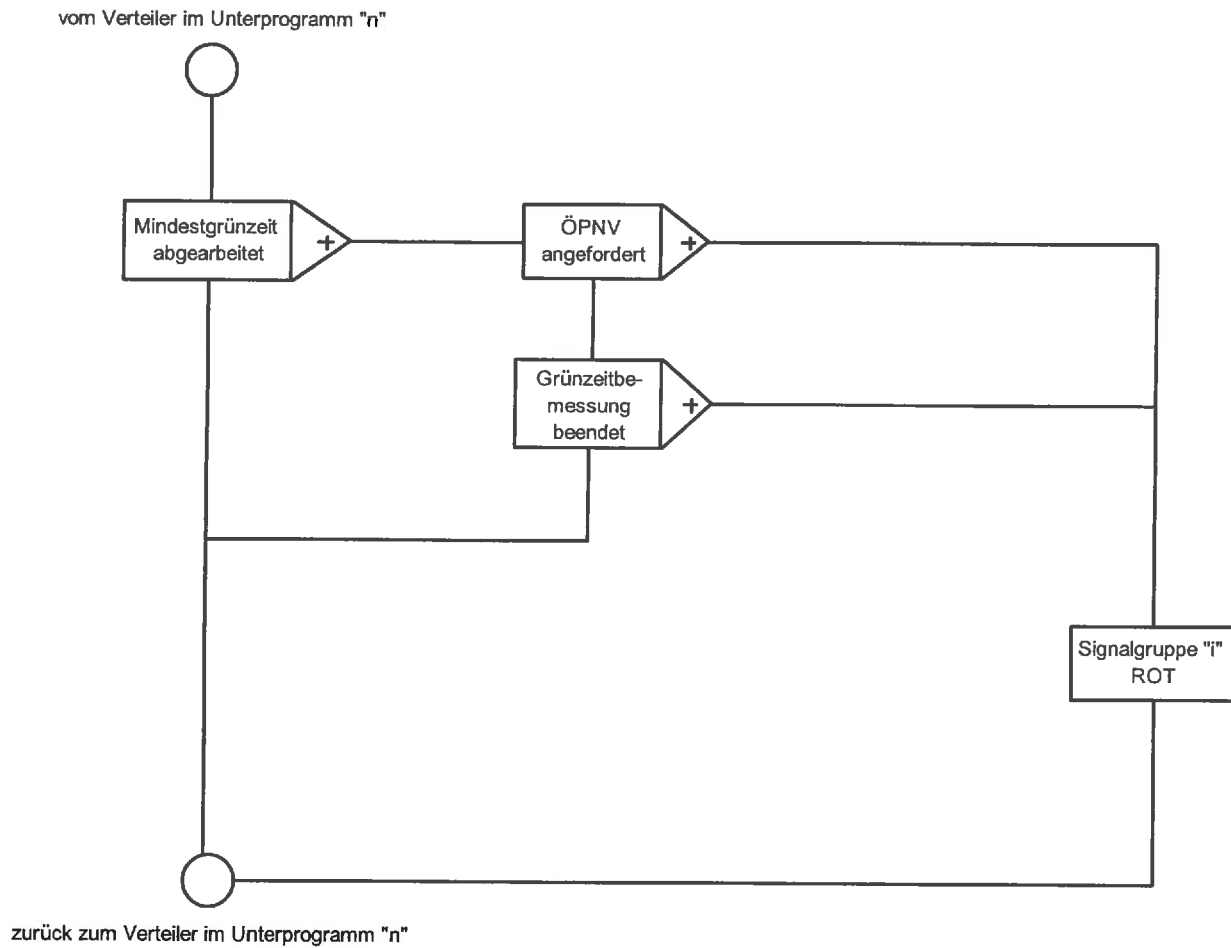 vom Verteiler im Unterprogramm "n"
Mindestgrünzeit
abgearbeitet
+
ÖPNV
angefordert
+
Grünzeitbe-
messung
beendet
+
Signalgruppe "i"
ROT
zurück zum Verteiler im Unterprogramm "n"